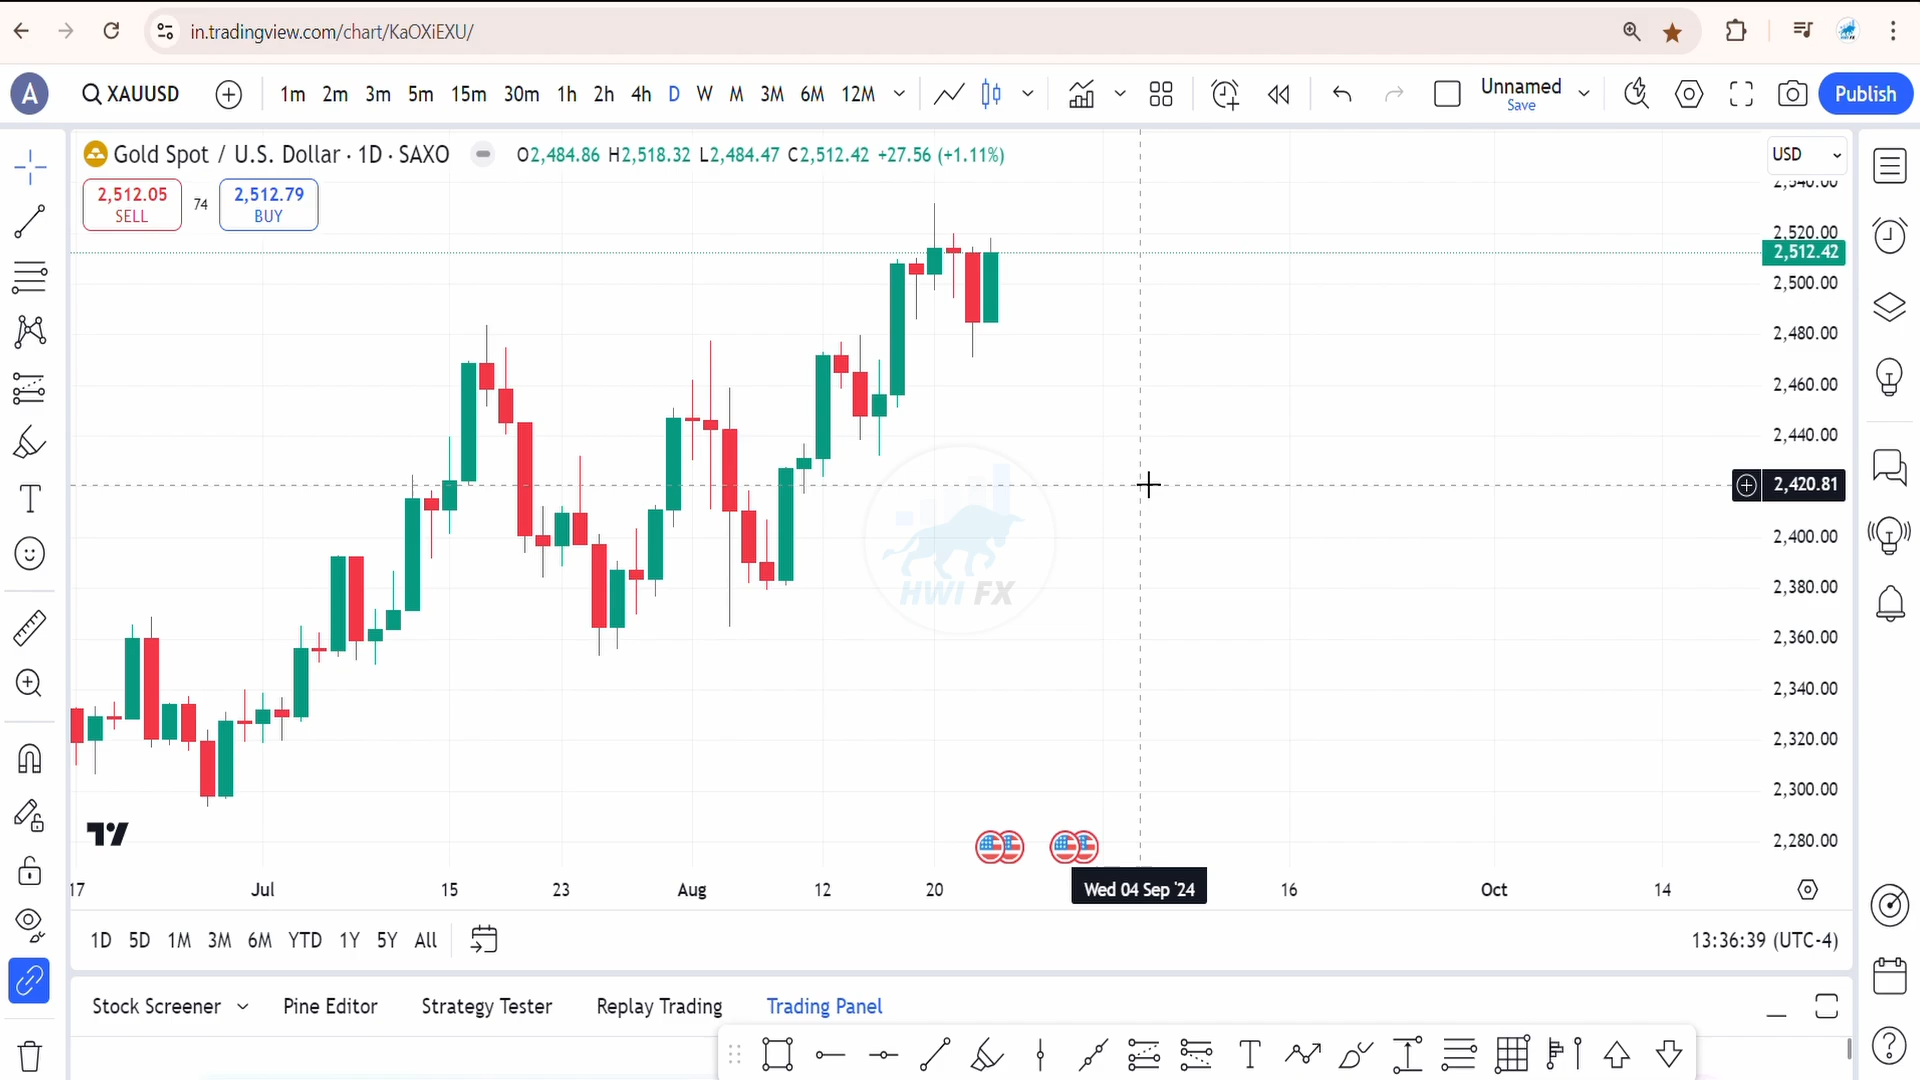 in.tradingview.com/chart/KaOXiEXU/
A XAUUSD 1m 2m 3m 5m 15m 30m 1h 2h 4h D W M 3M 6M 12M Unnamed Save Publish
Gold Spot / U.S. Dollar · 1D · SAXO O2,484.86 H2,518.32 L2,484.47 C2,512.42 +27.56 (+1.11%) USD
2,540.00
2,512.05 SELL 74 2,512.79 BUY
2,520.00
2,512.42
2,500.00
2,480.00
2,460.00
2,440.00
2,420.81
2,400.00
2,380.00
HWI FX
2,360.00
2,340.00
2,320.00
2,300.00
2,280.00
17 Jul 15 23 Aug 12 20 Wed 04 Sep '24 16 Oct 14
1D 5D 1M 3M 6M YTD 1Y 5Y All 13:36:39 (UTC-4)
Stock Screener Pine Editor Strategy Tester Replay Trading Trading Panel